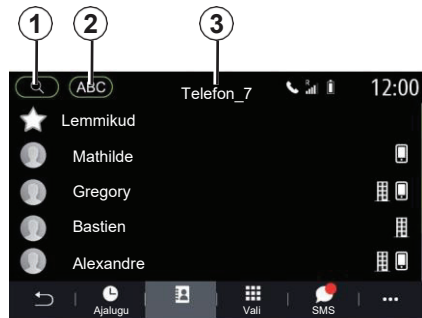 1 2 3
ABC Telefon_7 12:00
Lemmikud
Mathilde
Gregory
Bastien
Alexandre
Ajalugu Vali SMS